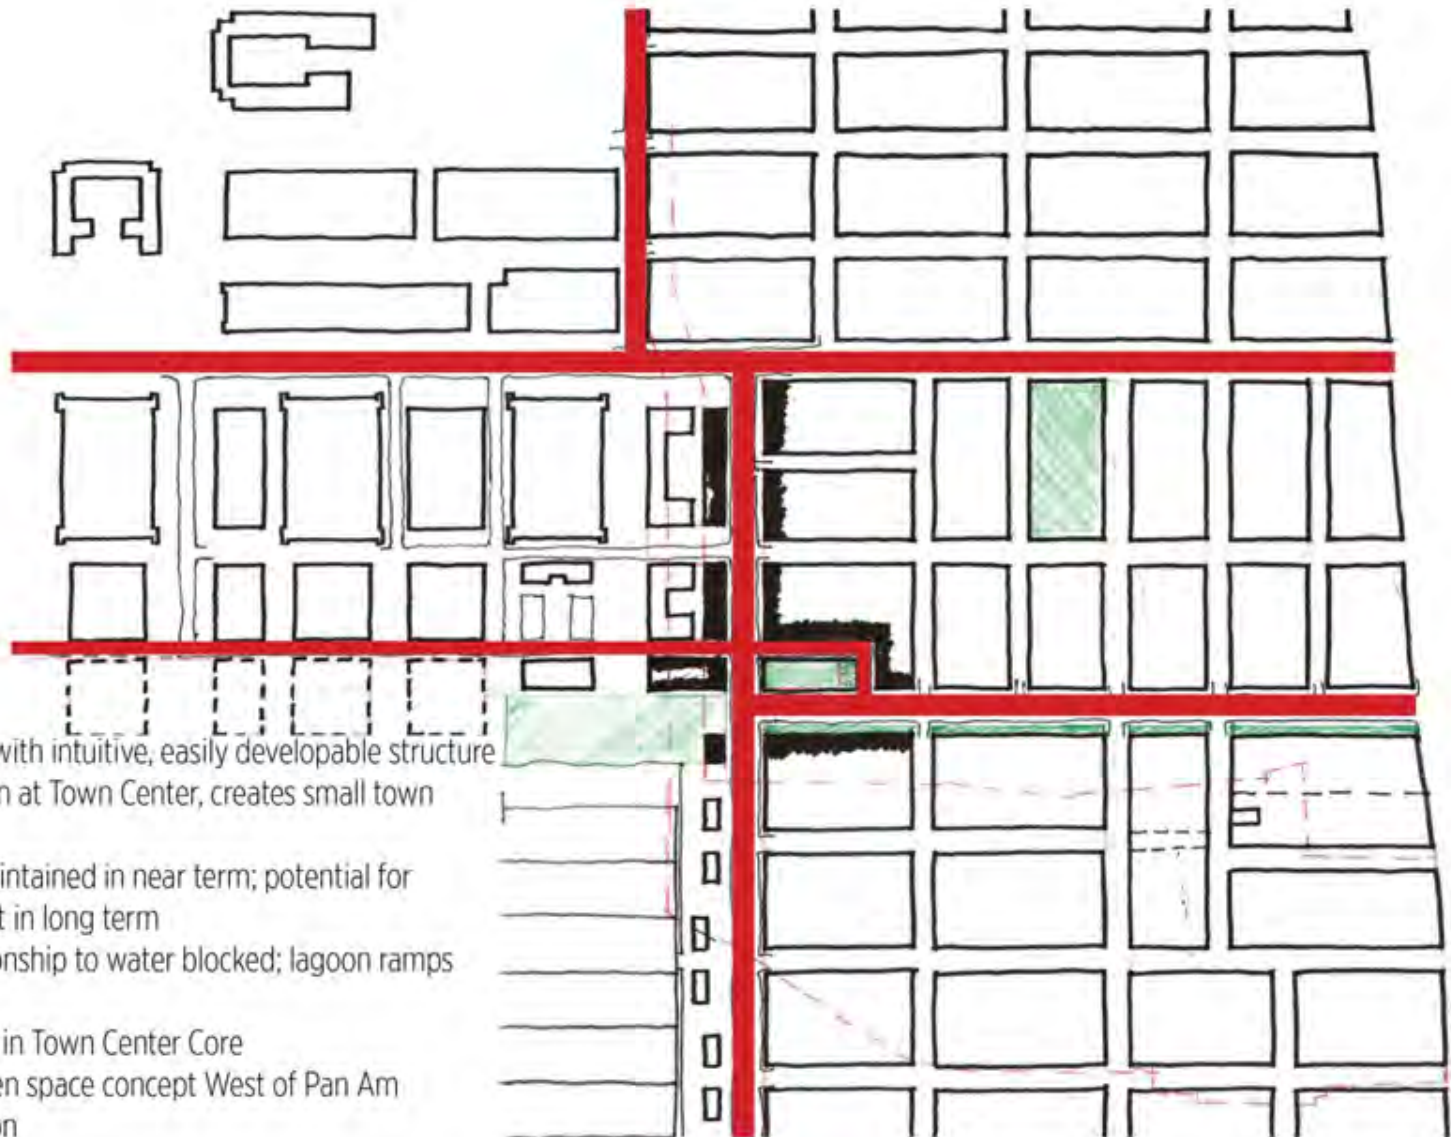 with intuitive, easily developable structure
n at Town Center, creates small town
intained in near term; potential for
t in long term
onship to water blocked; lagoon ramps
in Town Center Core
en space concept West of Pan Am
on